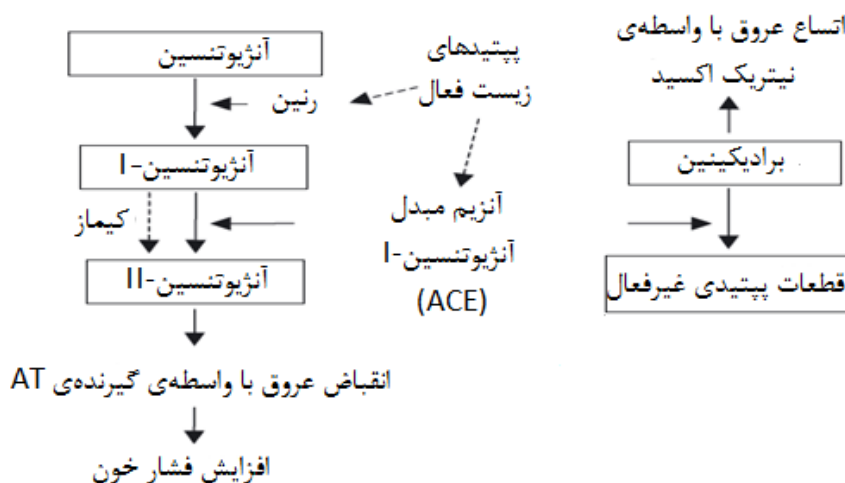 آنژیوتنسین
رنین
آنژیوتنسین-I
کیماز
آنژیوتنسین-II
انقباض عروق با واسطه‌ی گیرنده‌ی AT
افزایش فشار خون
پپتیدهای
زیست فعال
آنزیم مبدل
آنژیوتنسین-I
(ACE)
اتساع عروق با واسطه‌ی
نیتریک اکسید
برادیکینین
قطعات پپتیدی غیرفعال